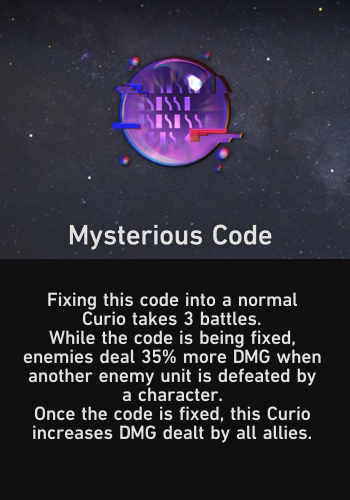 Mysterious Code
Fixing this code into a normal
Curio takes 3 battles.
While the code is being fixed,
enemies deal 35% more DMG when
another enemy unit is defeated by
a character.
Once the code is fixed, this Curio
increases DMG dealt by all allies.